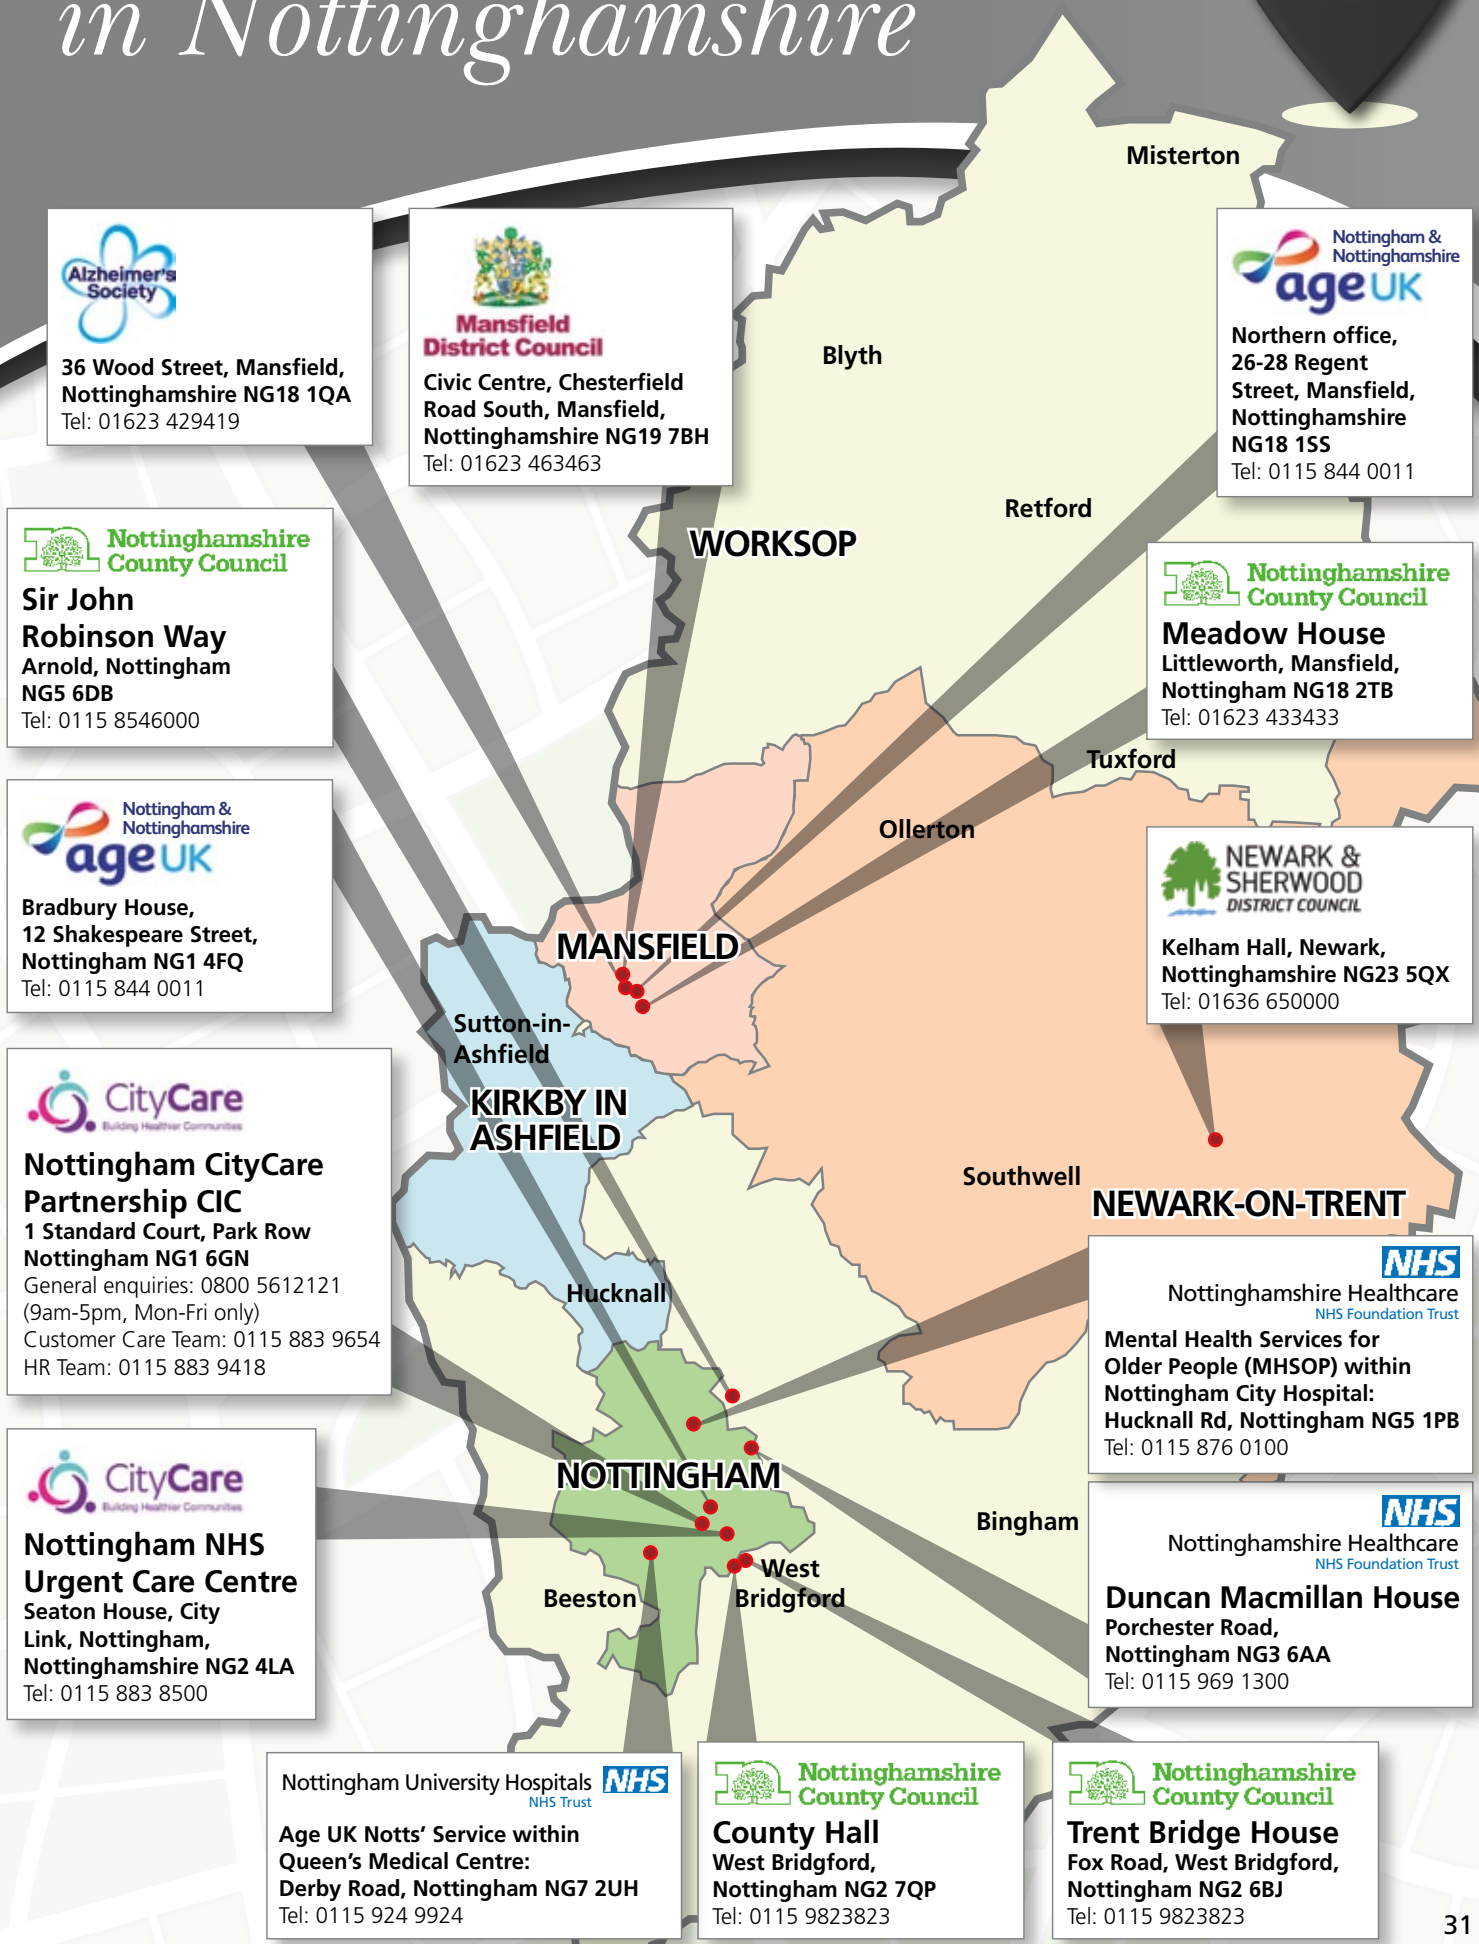 in Nottinghamshire
Misterton
Alzheimer's
Society
36 Wood Street, Mansfield,
Nottinghamshire NG18 1QA
Tel: 01623 429419
Mansfield
District Council
Civic Centre, Chesterfield
Road South, Mansfield,
Nottinghamshire NG19 7BH
Tel: 01623 463463
Nottingham &
Nottinghamshire
age UK
Northern office,
26-28 Regent
Street, Mansfield,
Nottinghamshire
NG18 1SS
Tel: 0115 844 0011
Blyth
Retford
WORKSOP
Nottinghamshire
County Council
Sir John
Robinson Way
Arnold, Nottingham
NG5 6DB
Tel: 0115 8546000
Nottinghamshire
County Council
Meadow House
Littleworth, Mansfield,
Nottingham NG18 2TB
Tel: 01623 433433
Tuxford
Ollerton
Nottingham &
Nottinghamshire
age UK
Bradbury House,
12 Shakespeare Street,
Nottingham NG1 4FQ
Tel: 0115 844 0011
NEWARK &
SHERWOOD
DISTRICT COUNCIL
Kelham Hall, Newark,
Nottinghamshire NG23 5QX
Tel: 01636 650000
MANSFIELD
Sutton-in-
Ashfield
KIRKBY IN
ASHFIELD
CityCare
Building Healthier Communities
Nottingham CityCare
Partnership CIC
1 Standard Court, Park Row
Nottingham NG1 6GN
General enquiries: 0800 5612121
(9am-5pm, Mon-Fri only)
Customer Care Team: 0115 883 9654
HR Team: 0115 883 9418
Southwell
NEWARK-ON-TRENT
Hucknall
NHS
Nottinghamshire Healthcare
NHS Foundation Trust
Mental Health Services for
Older People (MHSOP) within
Nottingham City Hospital:
Hucknall Rd, Nottingham NG5 1PB
Tel: 0115 876 0100
CityCare
Building Healthier Communities
Nottingham NHS
Urgent Care Centre
Seaton House, City
Link, Nottingham,
Nottinghamshire NG2 4LA
Tel: 0115 883 8500
NOTTINGHAM
Bingham
West
Bridgford
Beeston
NHS
Nottinghamshire Healthcare
NHS Foundation Trust
Duncan Macmillan House
Porchester Road,
Nottingham NG3 6AA
Tel: 0115 969 1300
Nottingham University Hospitals NHS
NHS Trust
Age UK Notts' Service within
Queen's Medical Centre:
Derby Road, Nottingham NG7 2UH
Tel: 0115 924 9924
Nottinghamshire
County Council
County Hall
West Bridgford,
Nottingham NG2 7QP
Tel: 0115 9823823
Nottinghamshire
County Council
Trent Bridge House
Fox Road, West Bridgford,
Nottingham NG2 6BJ
Tel: 0115 9823823
31